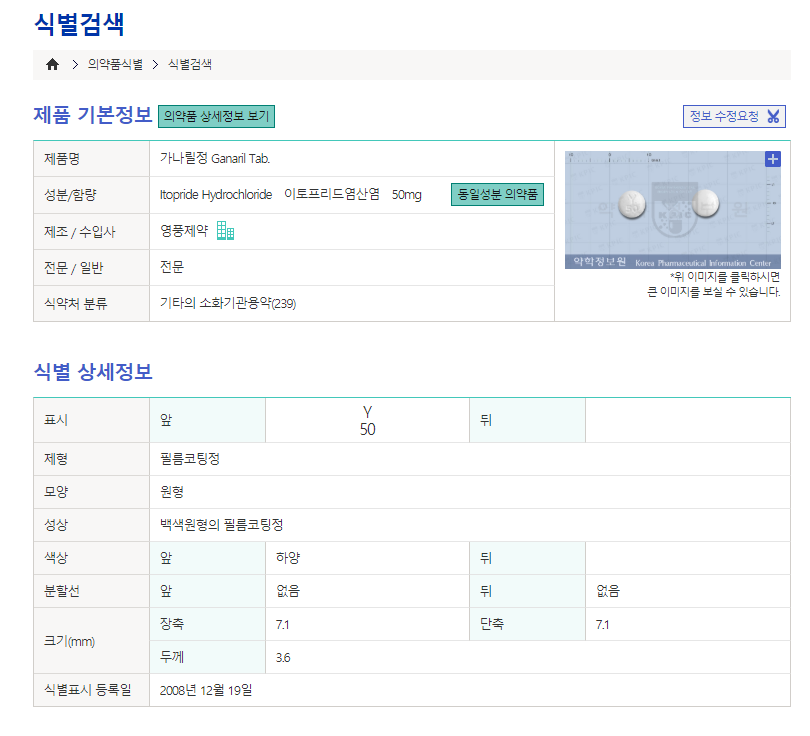 식별검색
의약품식별 식별검색
제품 기본정보 의약품 상세정보 보기 정보 수정요청
제품명 가나릴정 Ganaril Tab.
성분/함량 Itopride Hydrochloride 이토프리드염산염 50mg 동일성분 의약품
제조 / 수입사 영풍제약
전문 / 일반 전문
식약처 분류 기타의 소화기관용약(239)
약학정보원 Korea Pharmaceutical Information Center
*위 이미지를 클릭하시면
큰 이미지를 보실 수 있습니다.
식별 상세정보
표시 앞 Y 뒤
50
제형 필름코팅정
모양 원형
성상 백색원형의 필름코팅정
색상 앞 하양 뒤
분할선 앞 없음 뒤 없음
크기(mm) 장축 7.1 단축 7.1
두께 3.6
식별표시 등록일 2008년 12월 19일